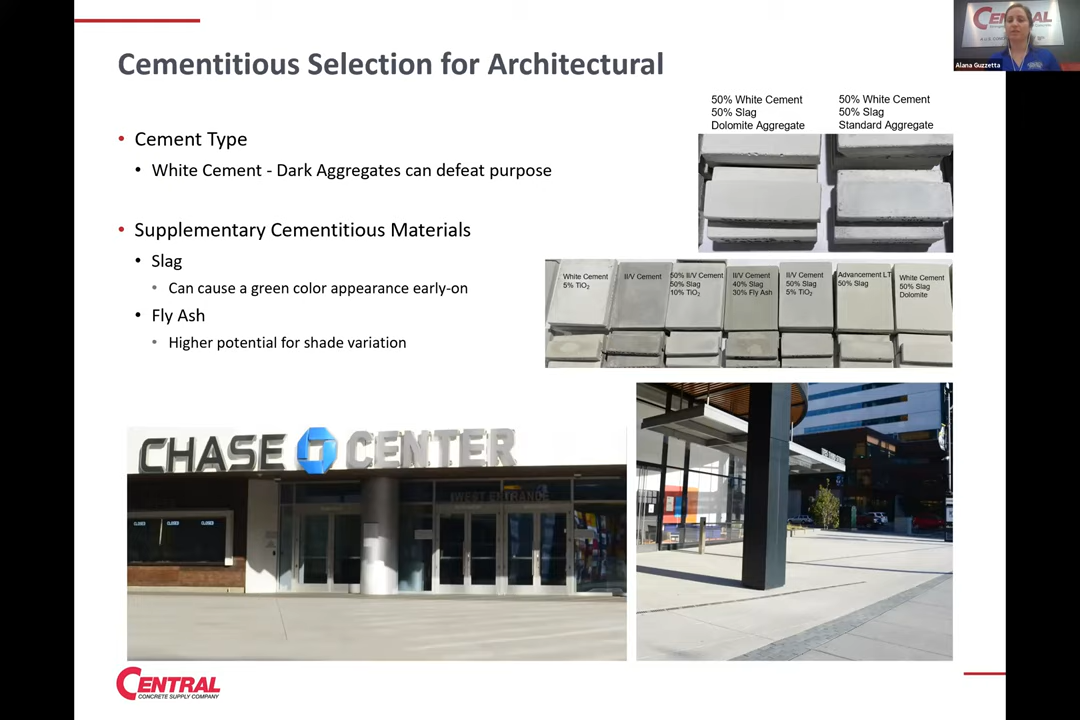 Cementitious Selection for Architectural
• Cement Type
• White Cement - Dark Aggregates can defeat purpose
• Supplementary Cementitious Materials
• Slag
• Can cause a green color appearance early-on
• Fly Ash
• Higher potential for shade variation
50% White Cement
50% Slag
Dolomite Aggregate
50% White Cement
50% Slag
Standard Aggregate
White Cement
5% TiO₂
II/V Cement
50% II/V Cement
50% Slag
10% TiO₂
II/V Cement
40% Slag
30% Fly Ash
II/V Cement
50% Slag
5% TiO₂
Advancement LT
50% Slag
White Cement
50% Slag
Dolomite
CHASE CENTER
WEST ENTRANCE
CLOSED CLOSED CLOSED
CENTRAL
CONCRETE SUPPLY COMPANY
CENTRAL
Alana Guzzetta